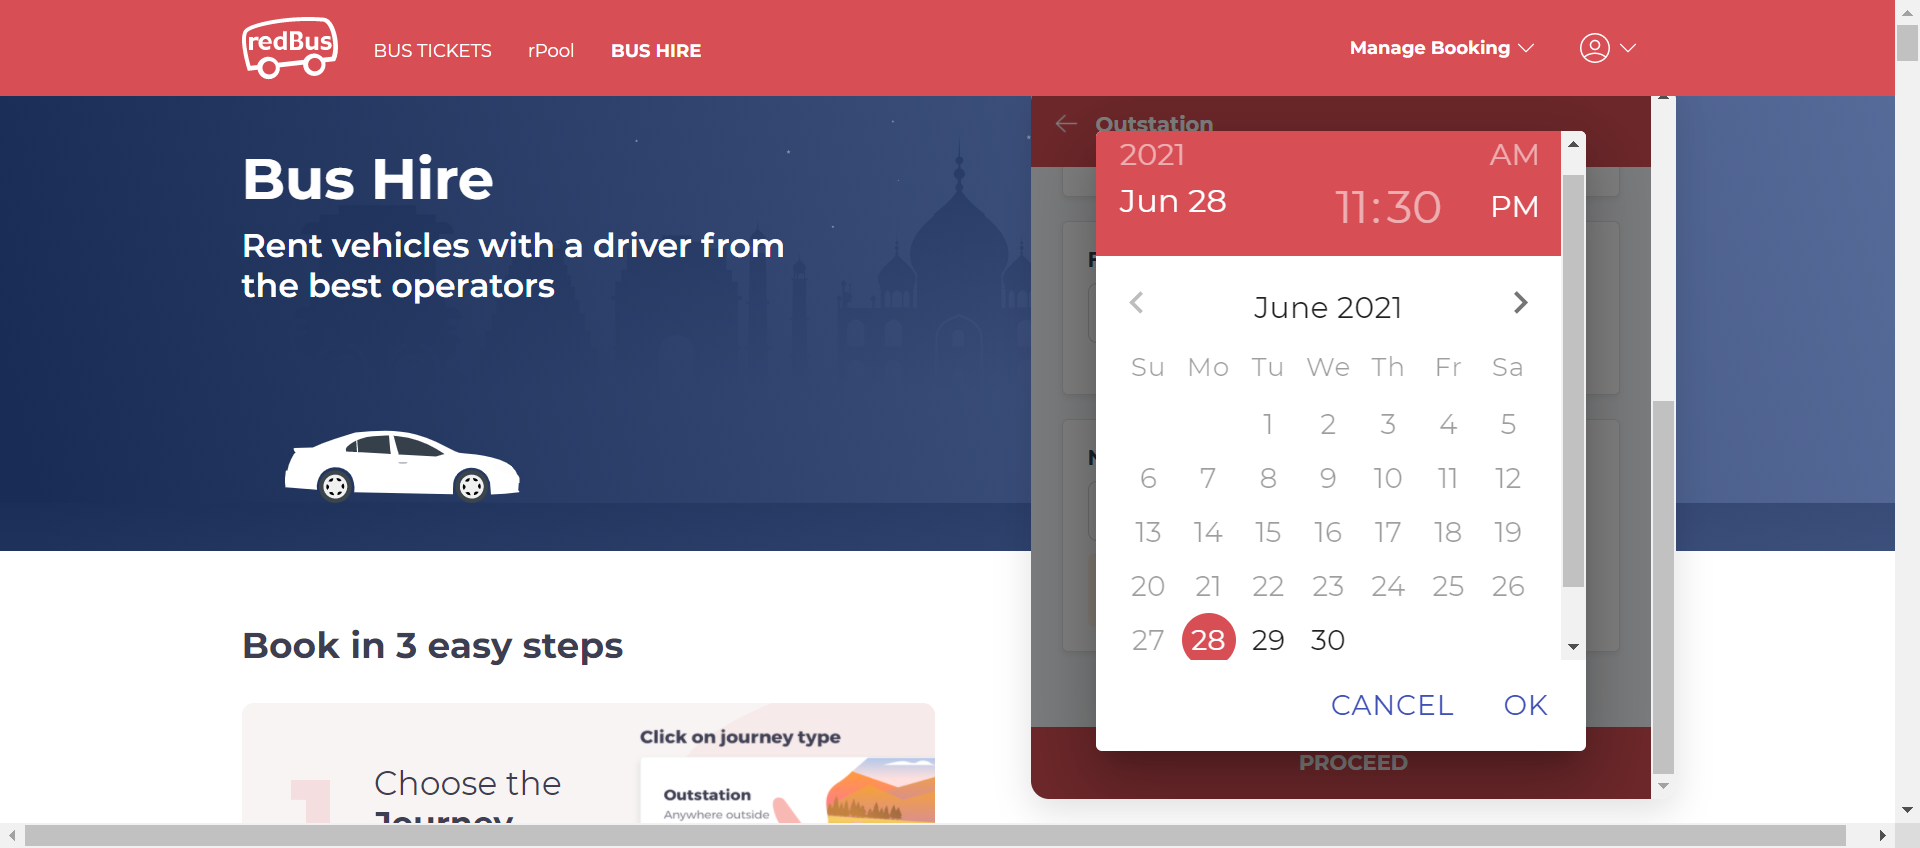 redBus
BUS TICKETS
rPool
BUS HIRE
Manage Booking
Bus Hire
Rent vehicles with a driver from
the best operators
Outstation
2021
Jun 28
11:30
AM
PM
June 2021
Su Mo Tu We Th Fr Sa
1 2 3 4 5
6 7 8 9 10 11 12
13 14 15 16 17 18 19
20 21 22 23 24 25 26
27 28 29 30
CANCEL OK
PROCEED
Book in 3 easy steps
1
Choose the
Journey
Click on journey type
Outstation
Anywhere outside